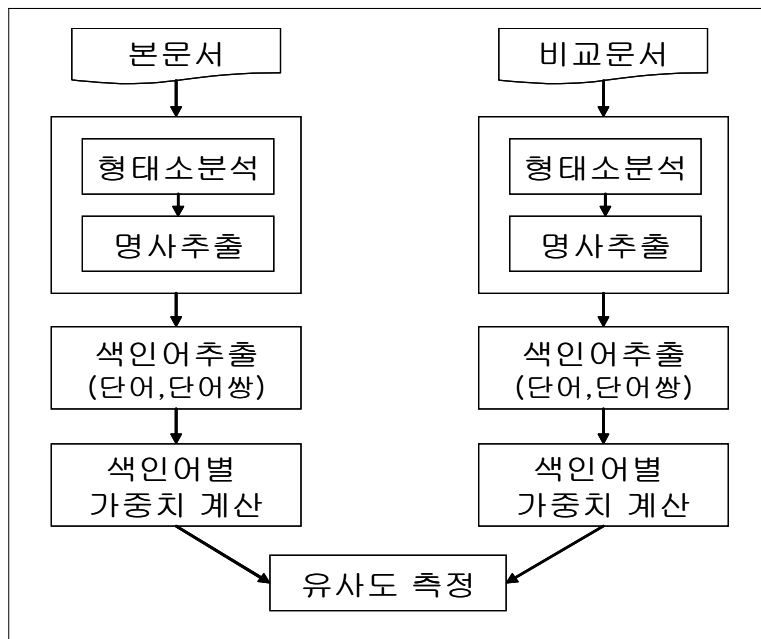 본문서
형태소분석
명사추출
색인어추출
(단어,단어쌍)
색인어별
가중치 계산
비교문서
형태소분석
명사추출
색인어추출
(단어,단어쌍)
색인어별
가중치 계산
유사도 측정